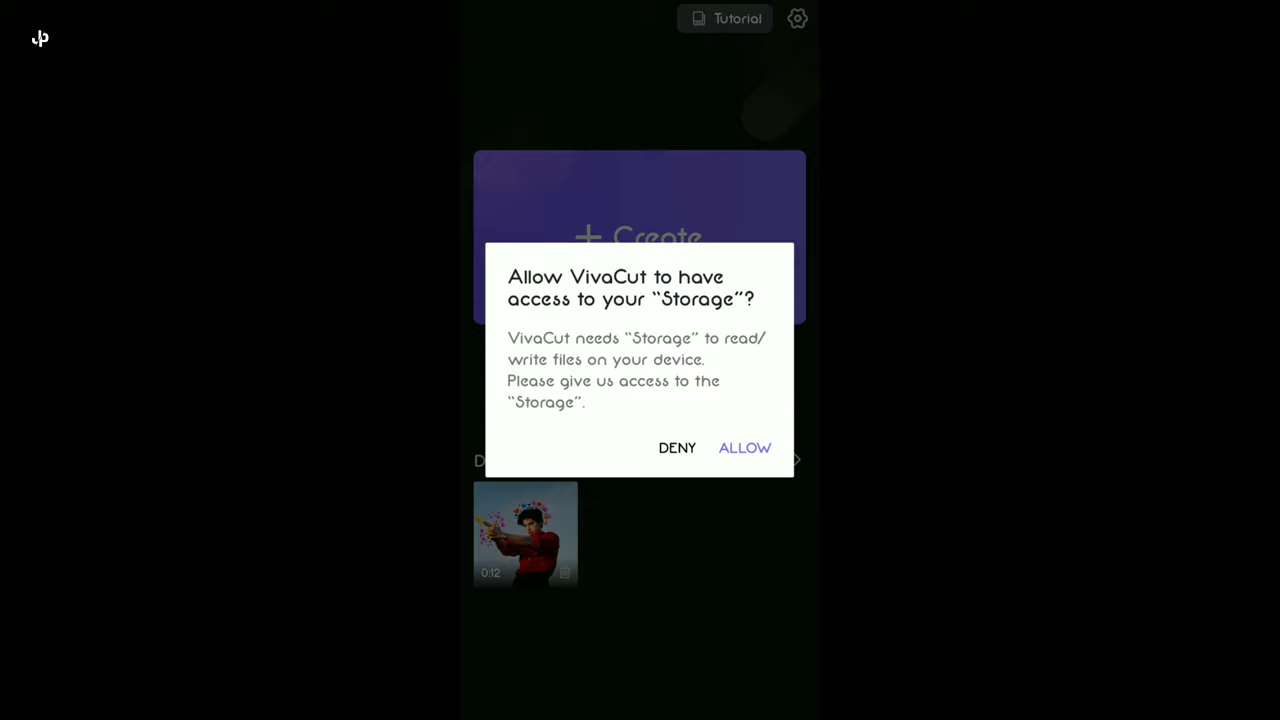 Tutorial
+ Create
Allow VivaCut to have
access to your “Storage”?
VivaCut needs “Storage” to read/
write files on your device.
Please give us access to the
“Storage”.
DENY ALLOW
D
0:12